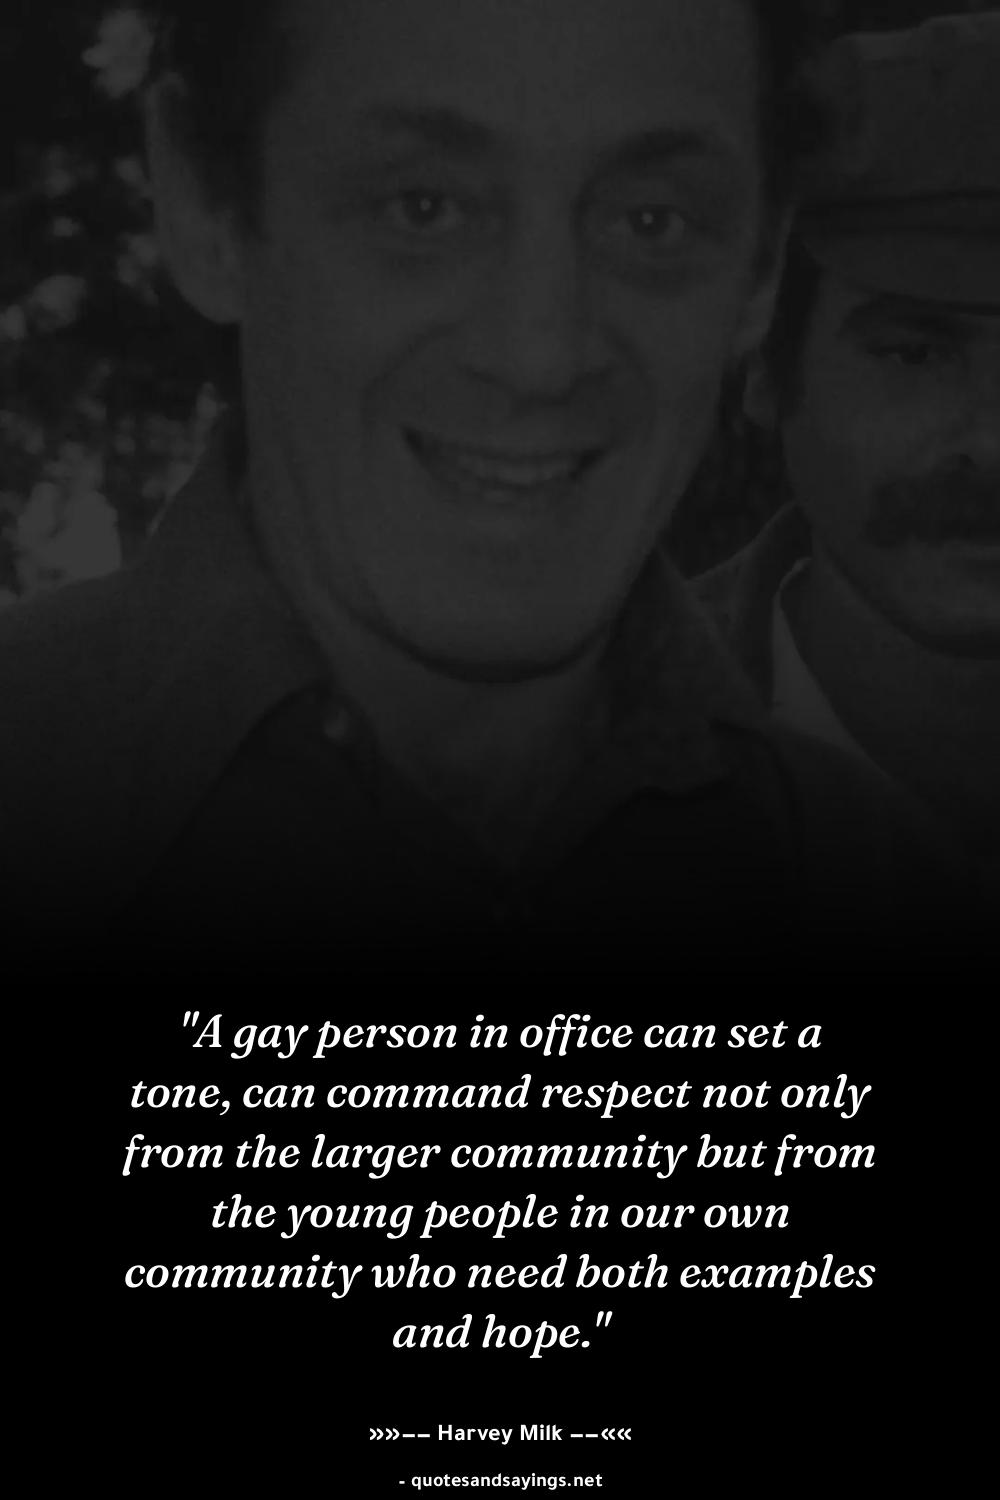 "A gay person in office can set a
tone, can command respect not only
from the larger community but from
the young people in our own
community who need both examples
and hope."
»»–– Harvey Milk ––««
- quotesandsayings.net